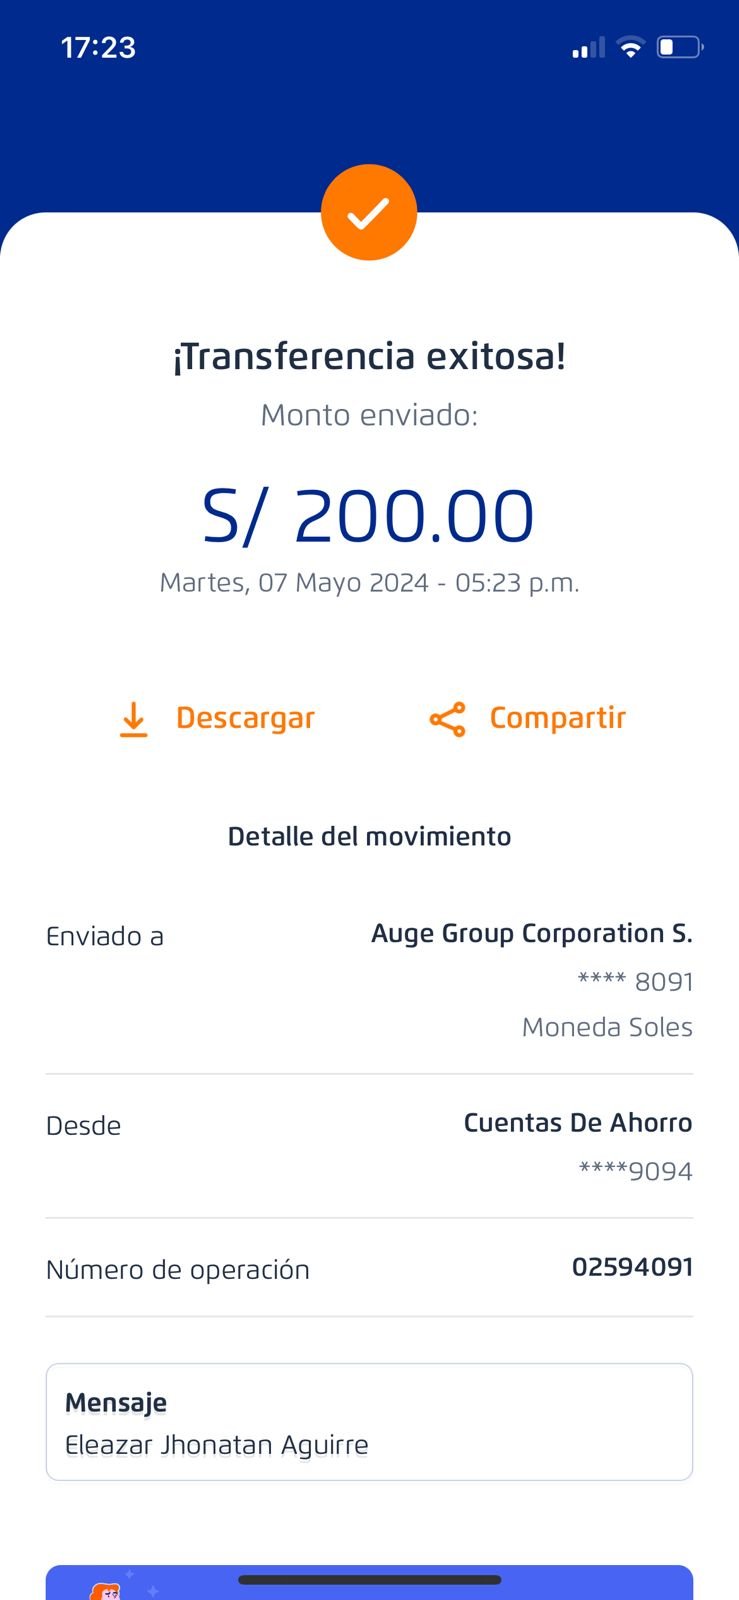 17:23
¡Transferencia exitosa!
Monto enviado:
S/ 200.00
Martes, 07 Mayo 2024 - 05:23 p.m.
Descargar Compartir
Detalle del movimiento
Enviado a Auge Group Corporation S.
**** 8091
Moneda Soles
Desde Cuentas De Ahorro
****9094
Número de operación 02594091
Mensaje
Eleazar Jhonatan Aguirre